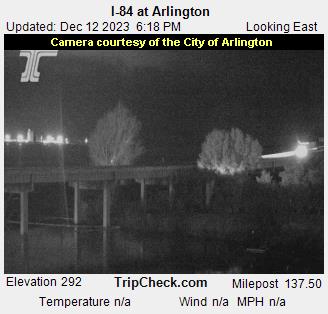 I-84 at Arlington
Updated: Dec 12 2023 6:18 PM Looking East
Camera courtesy of the City of Arlington
Elevation 292 TripCheck.com Milepost 137.50
Temperature n/a Wind n/a MPH n/a